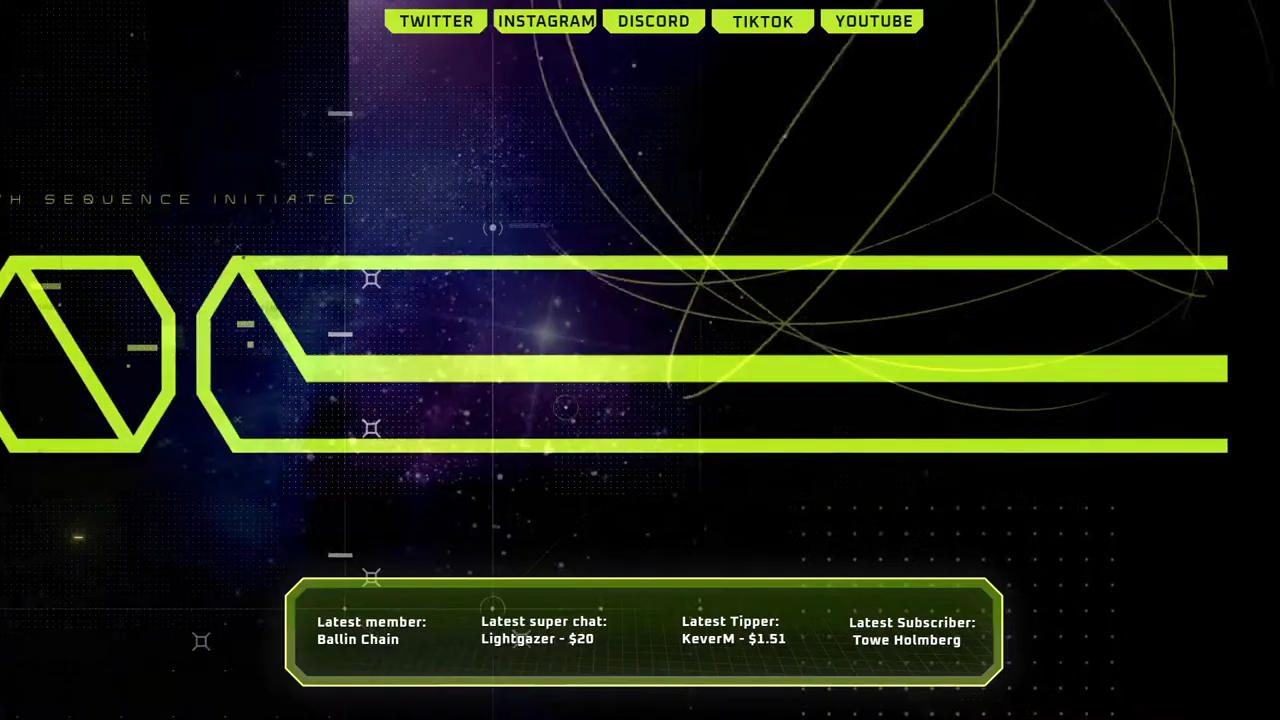 TWITTER INSTAGRAM DISCORD TIKTOK YOUTUBE
H SEQUENCE INITIATED
Latest member: Latest super chat: Latest Tipper: Latest Subscriber:
Ballin Chain Lightgazer - $20 KeverM - $1.51 Towe Holmberg